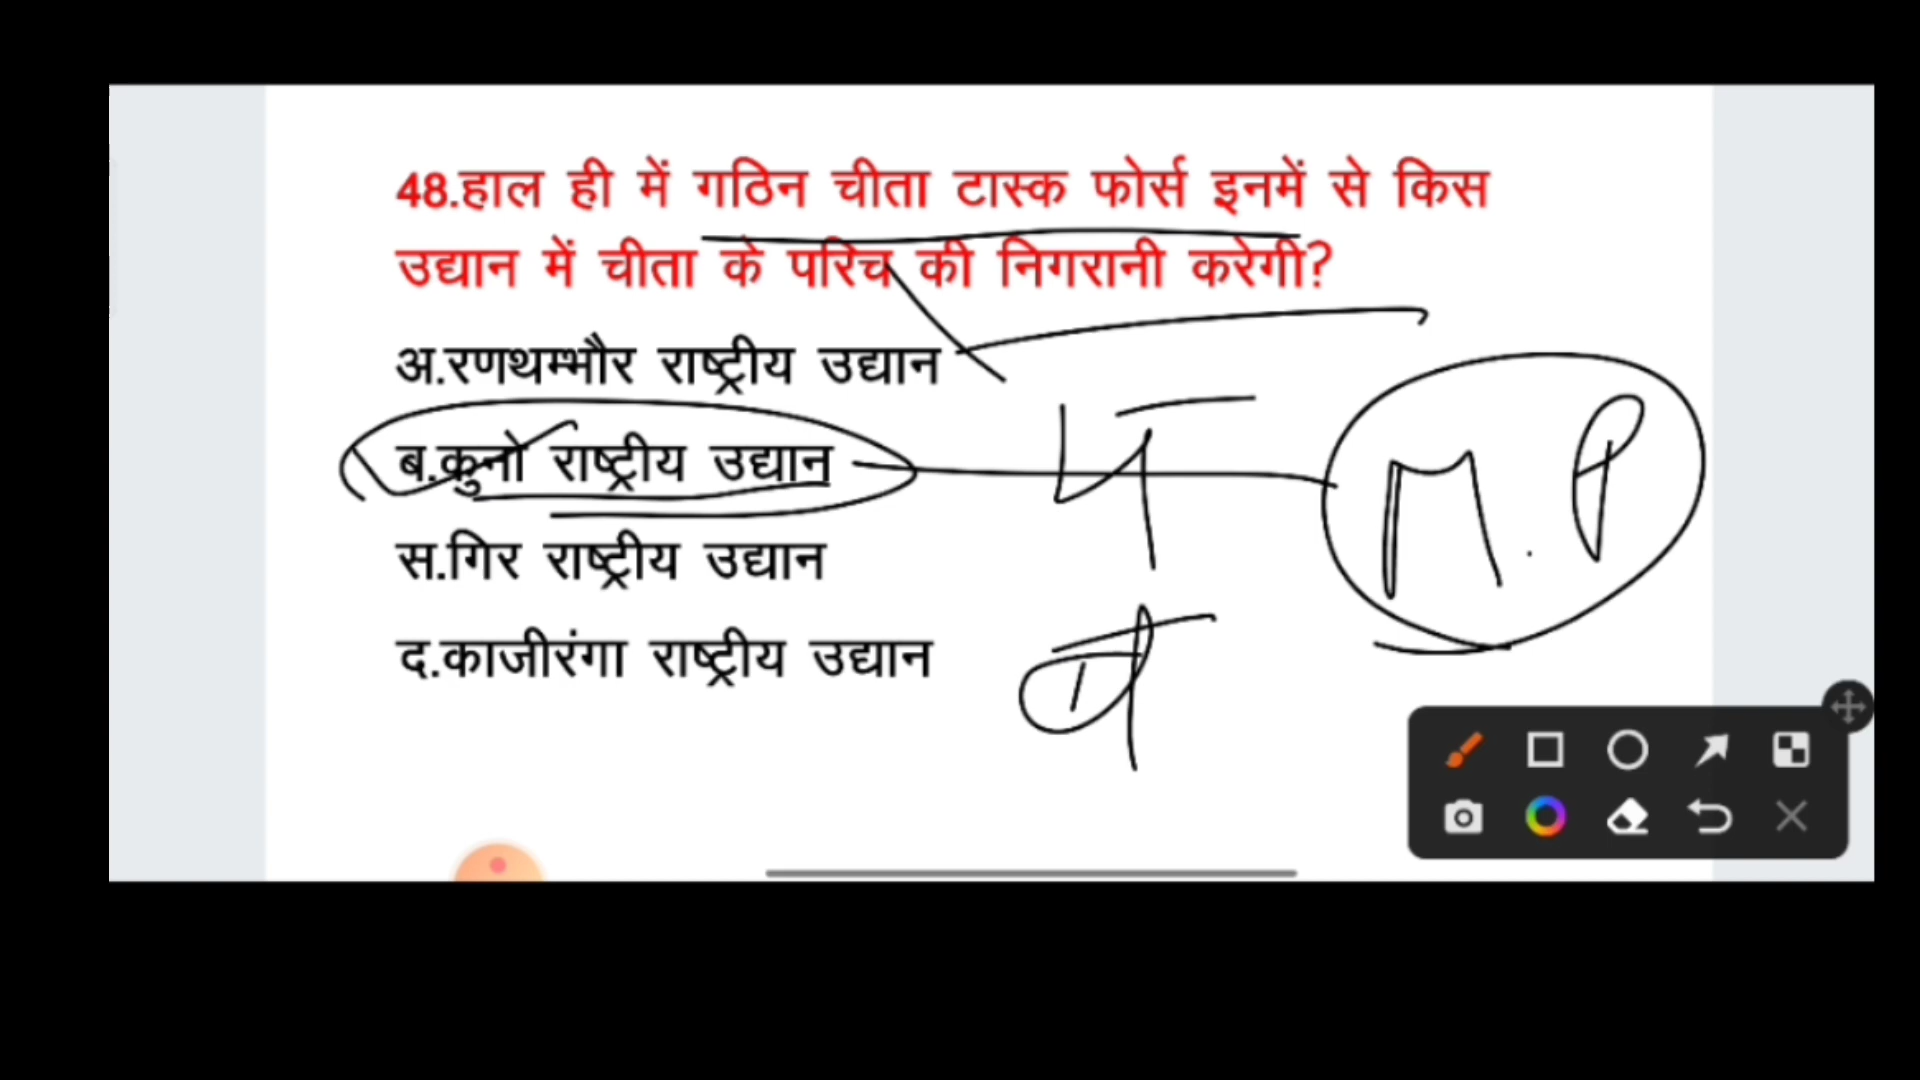 48.हाल ही में गठिन चीता टास्क फोर्स इनमें से किस
उद्यान में चीता के परिच की निगरानी करेगी?
अ.रणथम्भौर राष्ट्रीय उद्यान
ब.कुनो राष्ट्रीय उद्यान
स.गिर राष्ट्रीय उद्यान
द.काजीरंगा राष्ट्रीय उद्यान
M.P